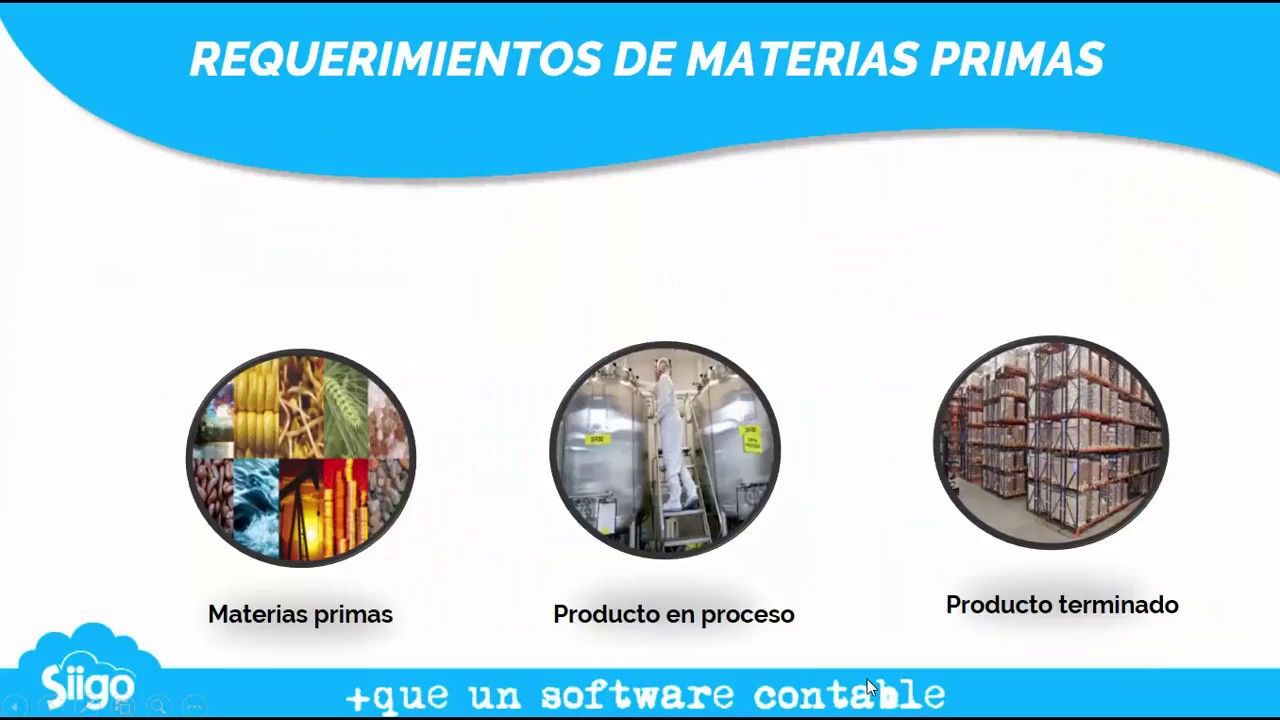 REQUERIMIENTOS DE MATERIAS PRIMAS
Materias primas
Producto en proceso
Producto terminado
Siigo
+que un software contable